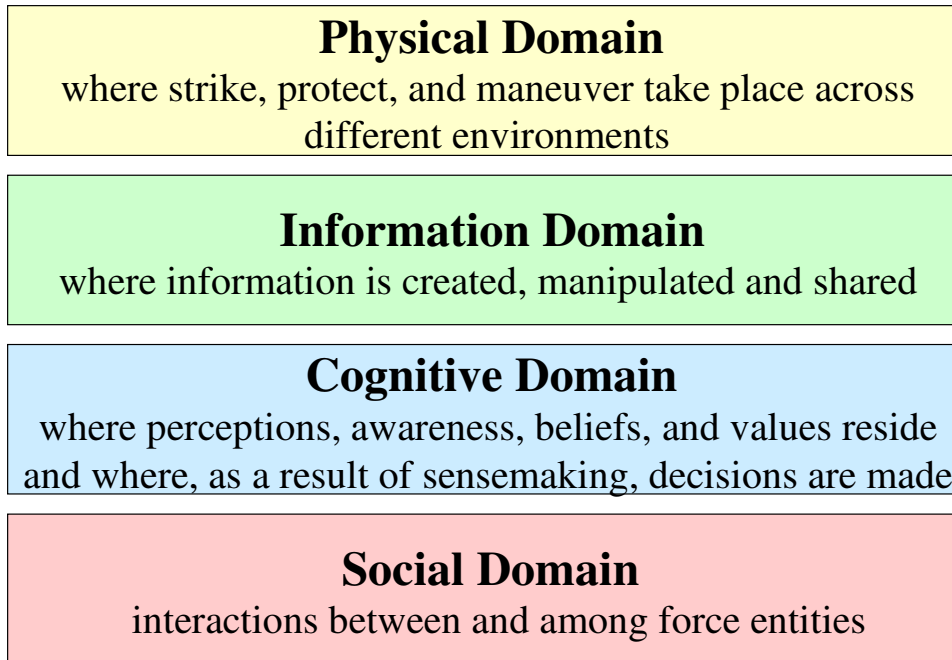 Physical Domain
where strike, protect, and maneuver take place across
different environments
Information Domain
where information is created, manipulated and shared
Cognitive Domain
where perceptions, awareness, beliefs, and values reside
and where, as a result of sensemaking, decisions are made
Social Domain
interactions between and among force entities